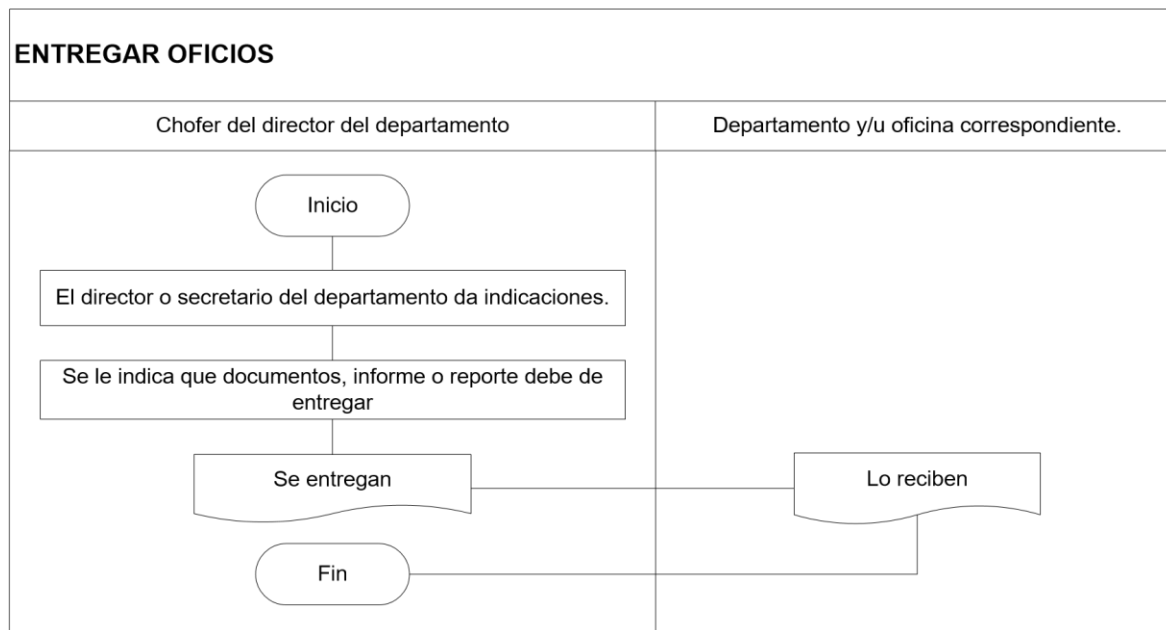 ENTREGAR OFICIOS
Chofer del director del departamento
Departamento y/u oficina correspondiente.
Inicio
El director o secretario del departamento da indicaciones.
Se le indica que documentos, informe o reporte debe de
entregar
Se entregan
Lo reciben
Fin